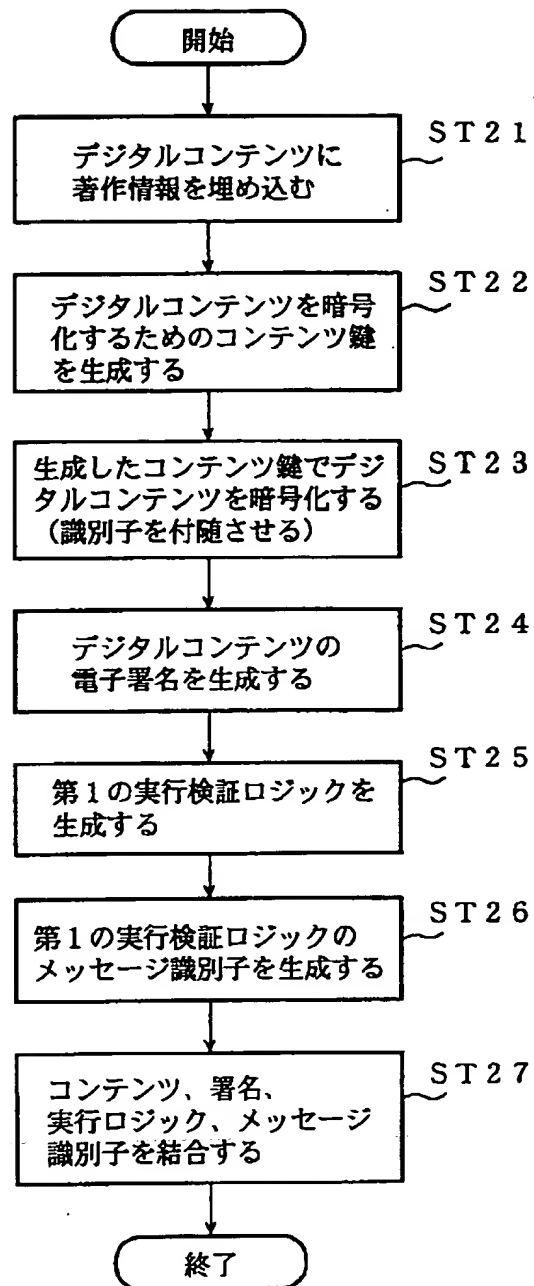 開始
ST21
デジタルコンテンツに
著作情報を埋め込む
ST22
デジタルコンテンツを暗号
化するためのコンテンツ鍵
を生成する
ST23
生成したコンテンツ鍵でデジ
タルコンテンツを暗号化する
(識別子を付随させる)
ST24
デジタルコンテンツの
電子署名を生成する
ST25
第1の実行検証ロジックを
生成する
ST26
第1の実行検証ロジックの
メッセージ識別子を生成する
ST27
コンテンツ、署名、
実行ロジック、メッセージ
識別子を結合する
終了